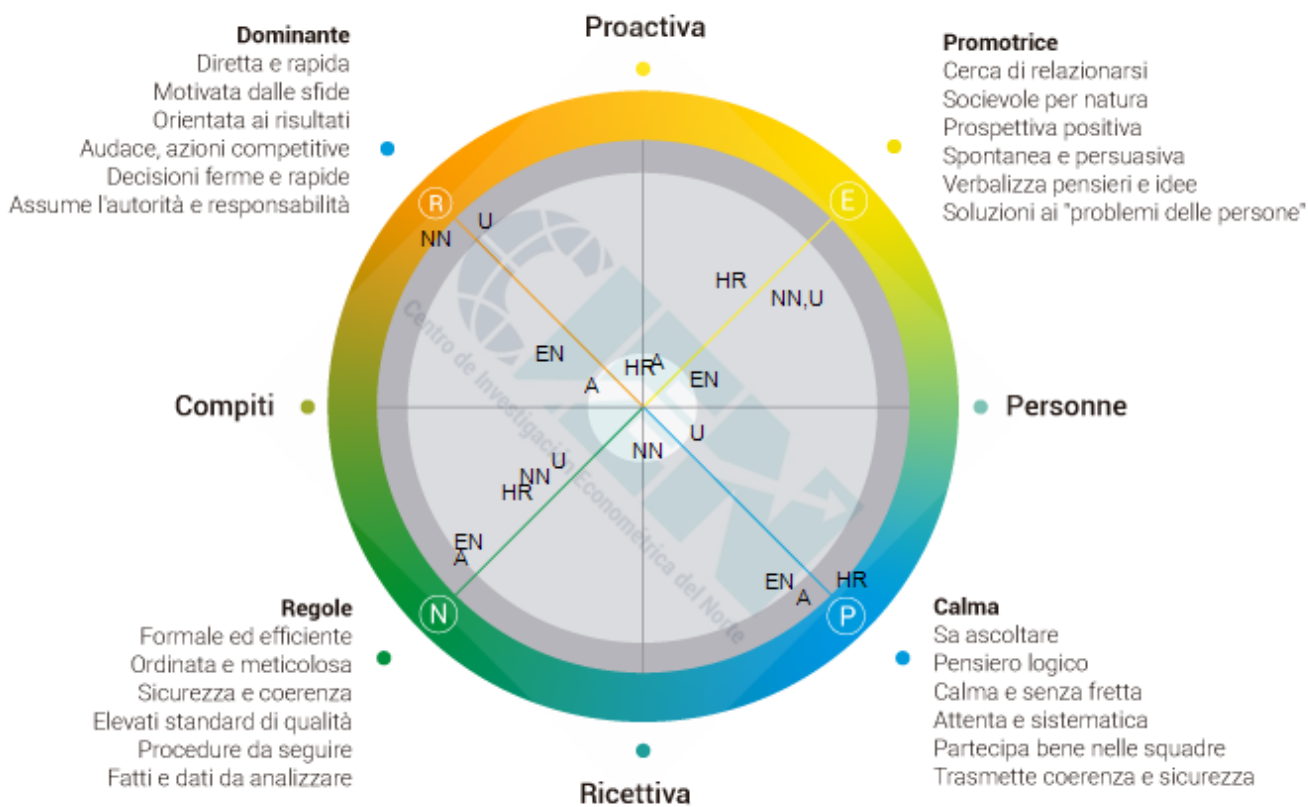 Proactiva
Dominante
Diretta e rapida
Motivata dalle sfide
Orientata ai risultati
Audace, azioni competitive
Decisioni ferme e rapide
Assume l'autorità e responsabilità
Promotrice
Cerca di relazionarsi
Socievole per natura
Prospettiva positiva
Spontanea e persuasiva
Verbalizza pensieri e idee
Soluzioni ai "problemi delle persone"
R
E
U
NN
HR
NN,U
EN
HR
A
EN
A
Compiti
Personne
U
NN
U
NN
HR
EN
A
EN
HR
A
N
P
Centro de Investigación Econométrica del Norte
Regole
Formale ed efficiente
Ordinata e meticolosa
Sicurezza e coerenza
Elevati standard di qualità
Procedure da seguire
Fatti e dati da analizzare
Calma
Sa ascoltare
Pensiero logico
Calma e senza fretta
Attenta e sistematica
Partecipa bene nelle squadre
Trasmette coerenza e sicurezza
Ricettiva